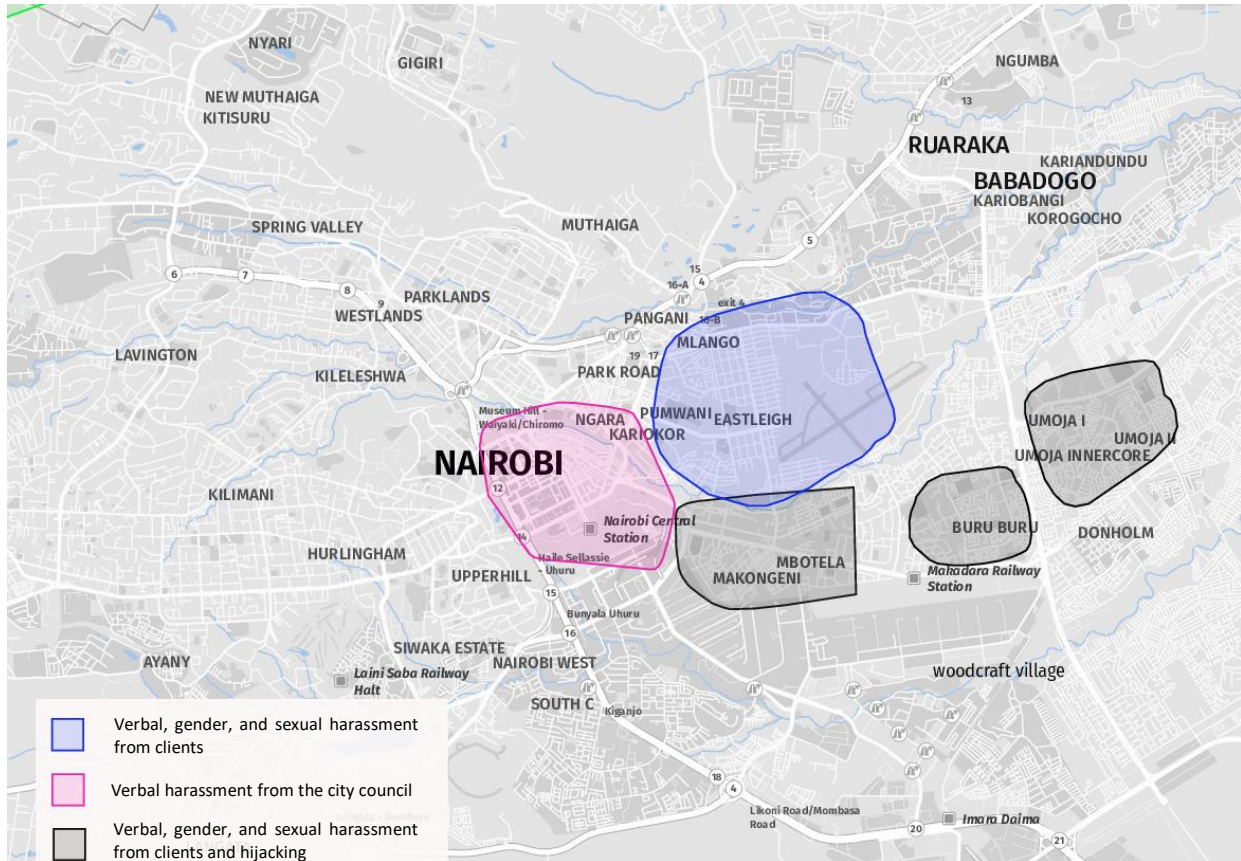 NYARI
GIGIRI
NGUMBA
NEW MUTHAIGA
KITISURU
13
RUARAKA
KARIANDUNDU
BABADOGO
KARIOBANGI
KOROGOCHO
SPRING VALLEY
MUTHAIGA
5
6
7
8
15
4
16-A
9
PARKLANDS
WESTLANDS
exit 4
PANGANI
16-B
MLANGO
LAVINGTON
KILELESHWA
19
17
PARK ROAD
Museum Hill -
Waiyaki/Chiromo
NGARA
PUMWANI
EASTLEIGH
KARIOKOR
UMOJA I
UMOJA II
UMOJA INNERCORE
NAIROBI
12
KILIMANI
Nairobi Central
Station
14
BURU BURU
DONHOLM
HURLINGHAM
Haile Sellassie
- Uhuru
UPPERHILL
MBOTELA
MAKONGENI
Makadara Railway
Station
15
Bunyala Uhuru
16
SIWAKA ESTATE
AYANY
NAIROBI WEST
Laini Saba Railway
Halt
woodcraft village
SOUTH C
Kiganjo
Verbal, gender, and sexual harassment
from clients
Verbal harassment from the city council
Verbal, gender, and sexual harassment
from clients and hijacking
18
4
Likoni Road/Mombasa
Road
Imara Daima
20
21